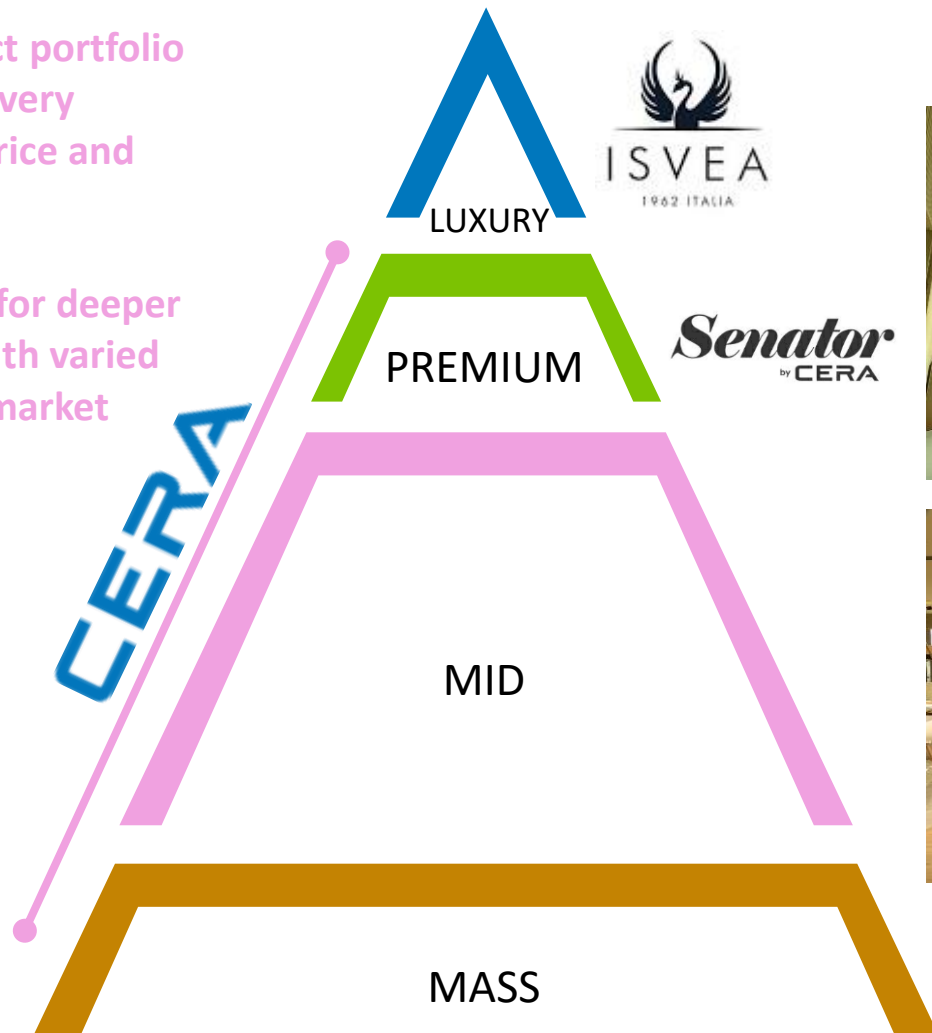 ct portfolio
very
rice and
for deeper
th varied
market
ISVEA
1962 ITALIA
LUXURY
Senator
by CERA
PREMIUM
CERA
MID
MASS